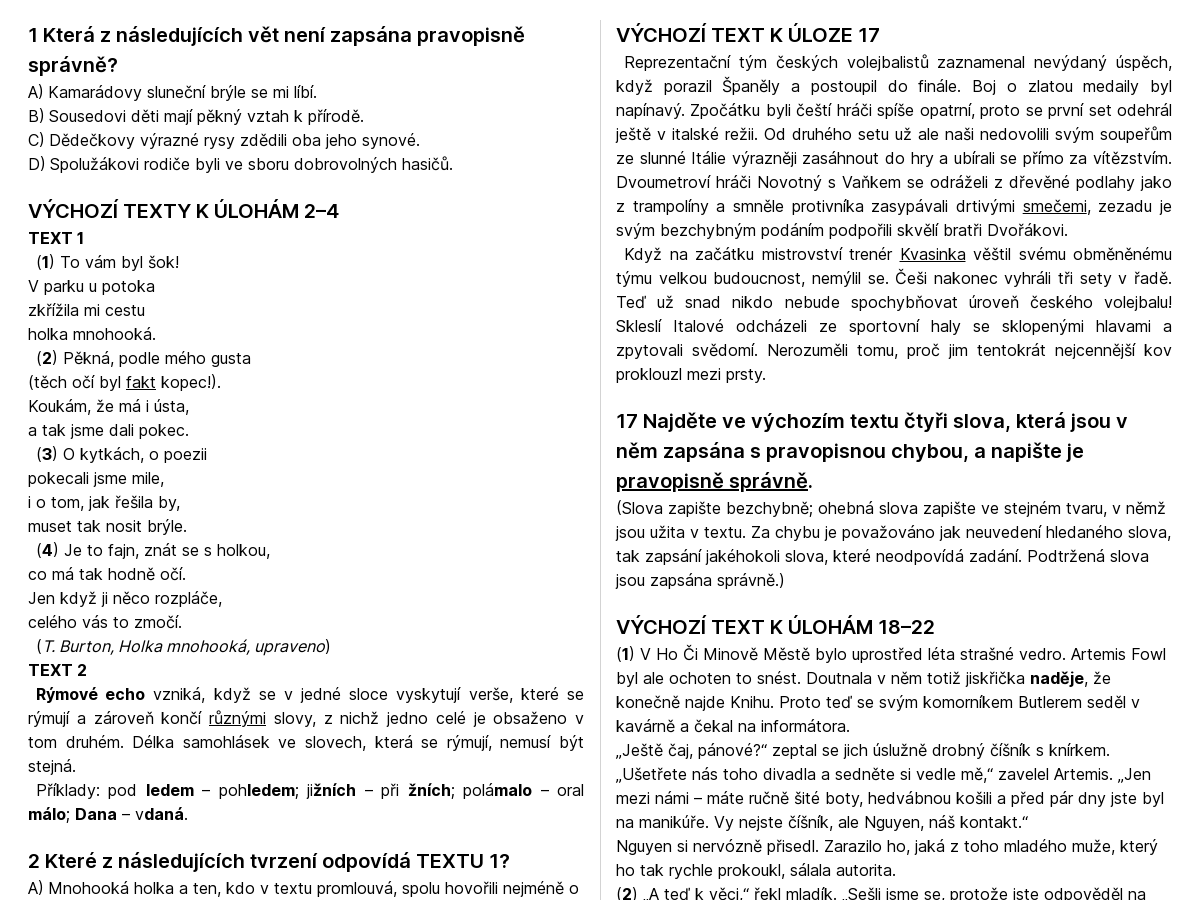 1 Která z následujících vět není zapsána pravopisně
správně?
A) Kamarádovy sluneční brýle se mi líbí.
B) Sousedovi děti mají pěkný vztah k přírodě.
C) Dědečkovy výrazné rysy zdědili oba jeho synové.
D) Spolužákovi rodiče byli ve sboru dobrovolných hasičů.
VÝCHOZÍ TEXTY K ÚLOHÁM 2–4
TEXT 1
(1) To vám byl šok!
V parku u potoka
zkřížila mi cestu
holka mnohooká.
(2) Pěkná, podle mého gusta
(těch očí byl fakt kopec!).
Koukám, že má i ústa,
a tak jsme dali pokec.
(3) O kytkách, o poezii
pokecali jsme mile,
i o tom, jak řešila by,
muset tak nosit brýle.
(4) Je to fajn, znát se s holkou,
co má tak hodně očí.
Jen když ji něco rozpláče,
celého vás to zmočí.
(T. Burton, Holka mnohooká, upraveno)
TEXT 2
Rýmové echo vzniká, když se v jedné sloce vyskytují verše, které se
rýmují a zároveň končí různými slovy, z nichž jedno celé je obsaženo v
tom druhém. Délka samohlásek ve slovech, která se rýmují, nemusí být
stejná.
Příklady: pod ledem – pohledem; jižních – při žních; polámalo – oral
málo; Dana – vdaná.
2 Které z následujících tvrzení odpovídá TEXTU 1?
A) Mnohooká holka a ten, kdo v textu promlouvá, spolu hovořili nejméně o
VÝCHOZÍ TEXT K ÚLOZE 17
Reprezentační tým českých volejbalistů zaznamenal nevýdaný úspěch,
když porazil Španěly a postoupil do finále. Boj o zlatou medaily byl
napínavý. Zpočátku byli čeští hráči spíše opatrní, proto se první set odehrál
ještě v italské režii. Od druhého setu už ale naši nedovolili svým soupeřům
ze slunné Itálie výrazněji zasáhnout do hry a ubírali se přímo za vítězstvím.
Dvoumetroví hráči Novotný s Vaňkem se odráželi z dřevěné podlahy jako
z trampolíny a smněle protivníka zasypávali drtivými smečemi, zezadu je
svým bezchybným podáním podpořili skvělí bratři Dvořákovi.
Když na začátku mistrovství trenér Kvasinka věštil svému obměněnému
týmu velkou budoucnost, nemýlil se. Češi nakonec vyhráli tři sety v řadě.
Teď už snad nikdo nebude spochybňovat úroveň českého volejbalu!
Skleslí Italové odcházeli ze sportovní haly se sklopenými hlavami a
zpytovali svědomí. Nerozuměli tomu, proč jim tentokrát nejcennější kov
proklouzl mezi prsty.
17 Najděte ve výchozím textu čtyři slova, která jsou v
něm zapsána s pravopisnou chybou, a napište je
pravopisně správně.
(Slova zapište bezchybně; ohebná slova zapište ve stejném tvaru, v němž
jsou užita v textu. Za chybu je považováno jak neuvedení hledaného slova,
tak zapsání jakéhokoli slova, které neodpovídá zadání. Podtržená slova
jsou zapsána správně.)
VÝCHOZÍ TEXT K ÚLOHÁM 18–22
(1) V Ho Či Minově Městě bylo uprostřed léta strašné vedro. Artemis Fowl
byl ale ochoten to snést. Doutnala v něm totiž jiskřička naděje, že
konečně najde Knihu. Proto teď se svým komorníkem Butlerem seděl v
kavárně a čekal na informátora.
„Ještě čaj, pánové?“ zeptal se jich úslužně drobný číšník s knírkem.
„Ušetřete nás toho divadla a sedněte si vedle mě,“ zavelel Artemis. „Jen
mezi námi – máte ručně šité boty, hedvábnou košili a před pár dny jste byl
na manikúře. Vy nejste číšník, ale Nguyen, náš kontakt.“
Nguyen si nervózně přisedl. Zarazilo ho, jaká z toho mladého muže, který
ho tak rychle prokoukl, sálala autorita.
(2) „A teď k věci,“ řekl mladík. „Sešli jsme se, protože jste odpověděl na